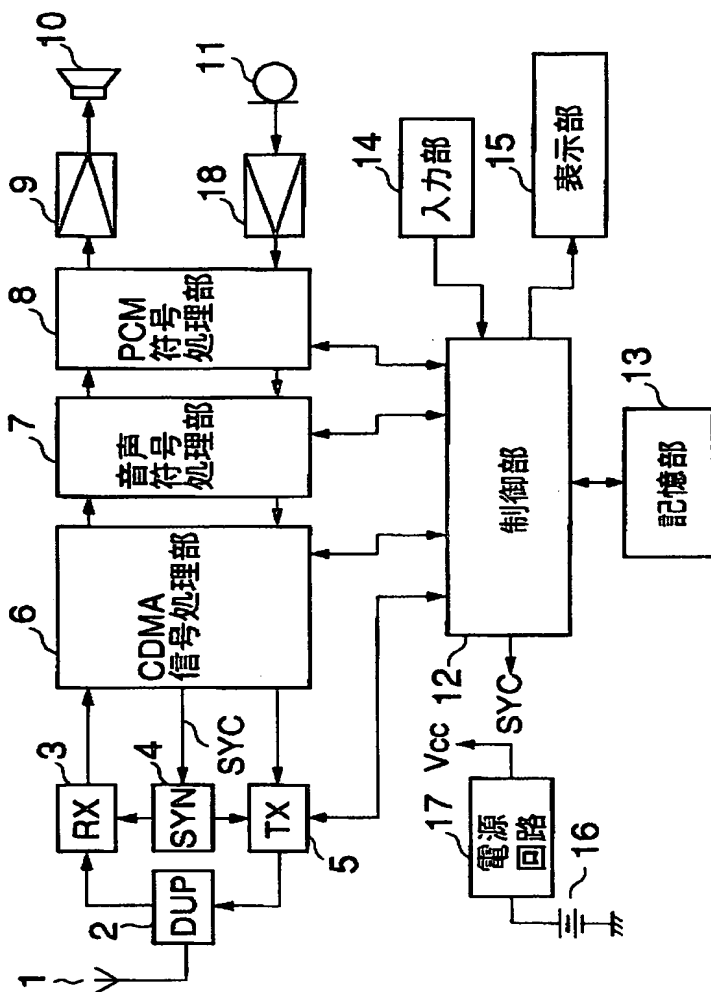 1
2
DUP
3
RX
4
SYN
5
TX
SYC
6
CDMA
信号処理部
7
音声
符号
処理部
8
PCM
符号
処理部
9
10
11
18
12
制御部
SYC
13
記憶部
14
入力部
15
表示部
16
17
電源
回路
Vcc